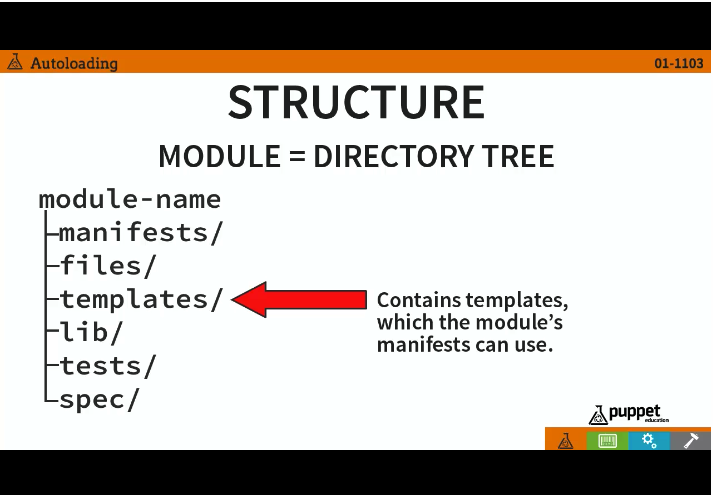 Autoloading
01-1103
STRUCTURE
MODULE = DIRECTORY TREE
module-name
manifests/
files/
templates/
lib/
tests/
spec/
Contains templates,
which the module’s
manifests can use.
puppet
education